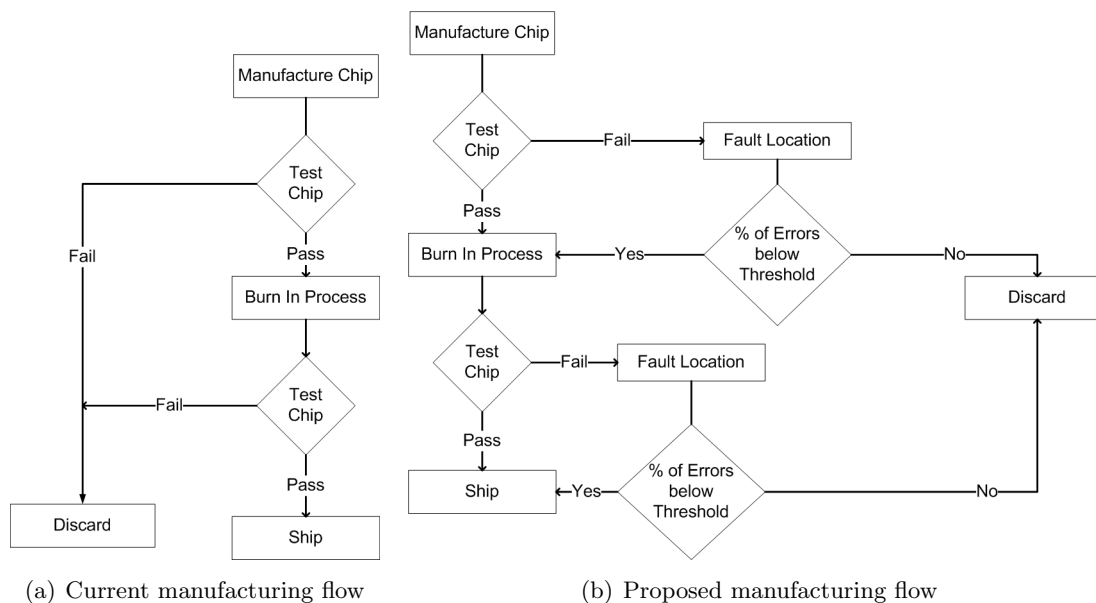 Manufacture Chip
Test
Chip
Fail
Pass
Burn In Process
Test
Chip
Fail
Pass
Discard
Ship
(a) Current manufacturing flow
Manufacture Chip
Test
Chip
Fail
Fault Location
Pass
Burn In Process
Yes
% of Errors
below
Threshold
No
Discard
Test
Chip
Fail
Fault Location
Pass
Ship
Yes
% of Errors
below
Threshold
No
(b) Proposed manufacturing flow